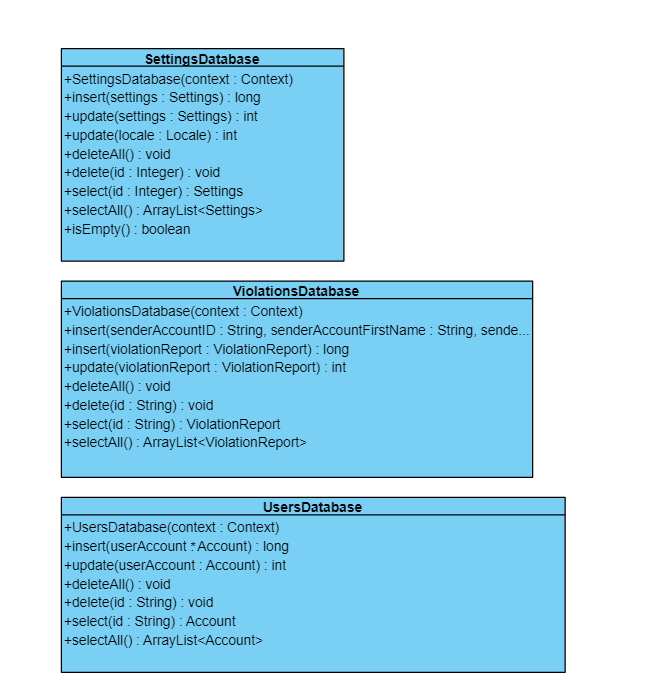 SettingsDatabase
+SettingsDatabase(context : Context)
+insert(settings : Settings) : long
+update(settings : Settings) : int
+update(locale : Locale) : int
+deleteAll() : void
+delete(id : Integer) : void
+select(id : Integer) : Settings
+selectAll() : ArrayList<Settings>
+isEmpty() : boolean
ViolationsDatabase
+ViolationsDatabase(context : Context)
+insert(senderAccountID : String, senderAccountFirstName : String, sende...
+insert(violationReport : ViolationReport) : long
+update(violationReport : ViolationReport) : int
+deleteAll() : void
+delete(id : String) : void
+select(id : String) : ViolationReport
+selectAll() : ArrayList<ViolationReport>
UsersDatabase
+UsersDatabase(context : Context)
+insert(userAccount : Account) : long
+update(userAccount : Account) : int
+deleteAll() : void
+delete(id : String) : void
+select(id : String) : Account
+selectAll() : ArrayList<Account>